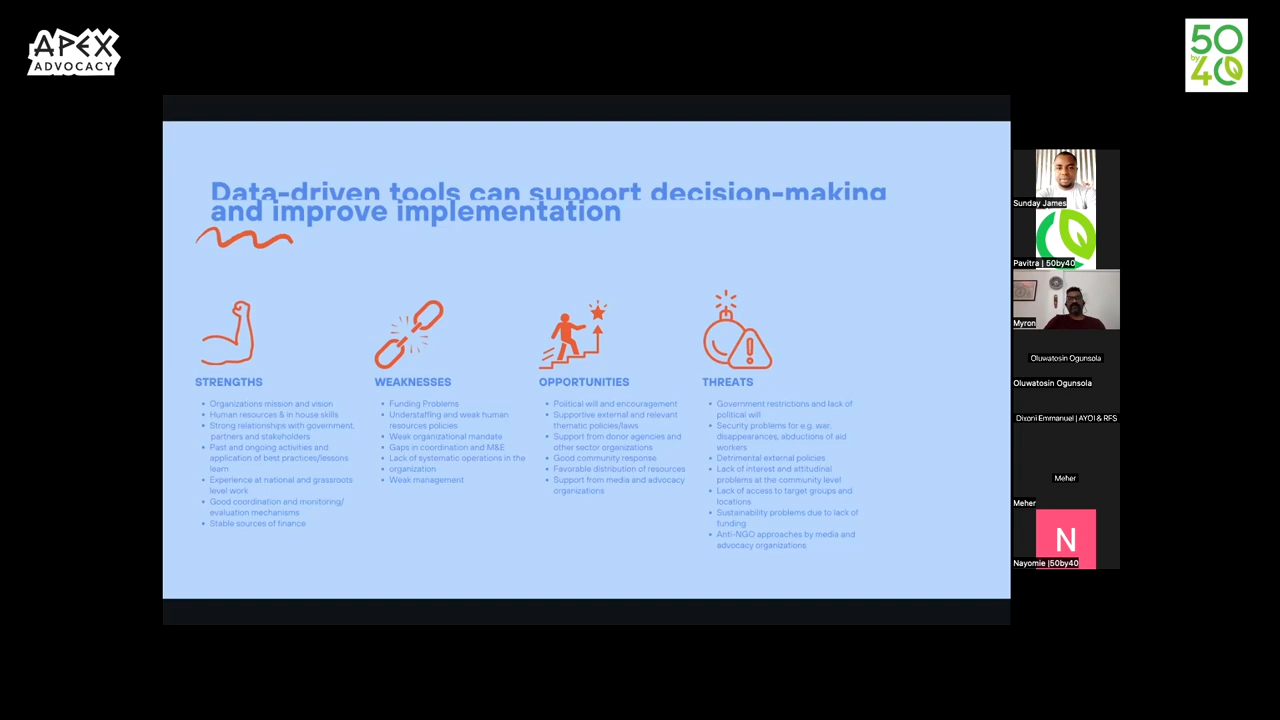 APEX
ADVOCACY
50
by
40
Data-driven tools can support decision-making
and improve implementation
STRENGTHS
• Organizations mission and vision
• Human resources & in house skills
• Strong relationships with government,
partners and stakeholders
• Past and ongoing activities and
application of best practices/lessons
learn
• Experience at national and grassroots
level work
• Good coordination and monitoring/
evaluation mechanisms
• Stable sources of finance
WEAKNESSES
• Funding Problems
• Understaffing and weak human
resources policies
• Weak organizational mandate
• Gaps in coordination and M&E
• Lack of systematic operations in the
• organization
• Weak management
OPPORTUNITIES
• Political will and encouragement
• Supportive external and relevant
thematic policies/laws
• Support from donor agencies and
other sector organizations
• Good community response
• Favorable distribution of resources
• Support from media and advocacy
organizations
THREATS
• Government restrictions and lack of
political will
• Security problems for e.g. war,
disappearances, abductions of aid
workers
• Detrimental external policies
• Lack of interest and attitudinal
problems at the community level
• Lack of access to target groups and
locations
• Sustainability problems due to lack of
funding
• Anti-NGO approaches by media and
advocacy organizations
Sunday James
Pavitra | 50by40
Myron
Oluwatosin Ogunsola
Oluwatosin Ogunsola
Dixoni Emmanuel | AYOI & RFS
Meher
Meher
N
Nayomie |50by40